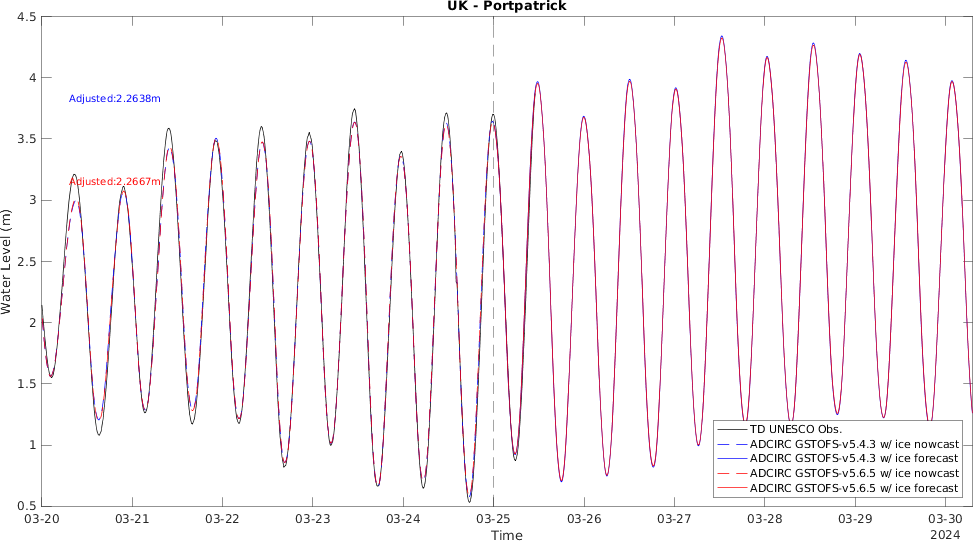 UK - Portpatrick
4.5
4
3.5
3
2.5
2
1.5
1
0.5
Water Level (m)
Adjusted:2.2638m
Adjusted:2.2667m
TD UNESCO Obs.
ADCIRC GSTOFS-v5.4.3 w/ ice nowcast
ADCIRC GSTOFS-v5.4.3 w/ ice forecast
ADCIRC GSTOFS-v5.6.5 w/ ice nowcast
ADCIRC GSTOFS-v5.6.5 w/ ice forecast
03-20 03-21 03-22 03-23 03-24 03-25 03-26 03-27 03-28 03-29 03-30
2024
Time